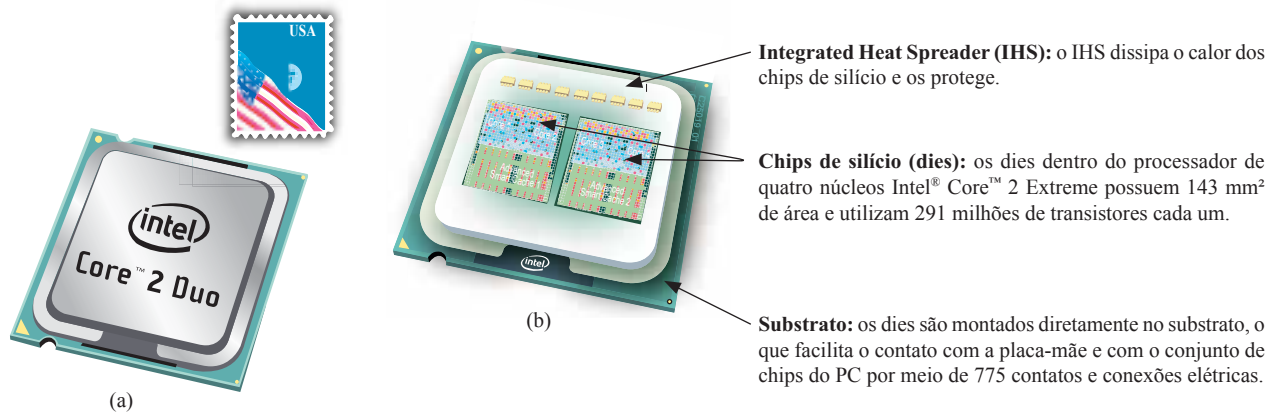 USA
intel
Core™ 2 Duo
(a)
intel
(b)
Integrated Heat Spreader (IHS): o IHS dissipa o calor dos
chips de silício e os protege.
Chips de silício (dies): os dies dentro do processador de
quatro núcleos Intel® Core™ 2 Extreme possuem 143 mm²
de área e utilizam 291 milhões de transistores cada um.
Substrato: os dies são montados diretamente no substrato, o
que facilita o contato com a placa-mãe e com o conjunto de
chips do PC por meio de 775 contatos e conexões elétricas.
Advanced
Advanced